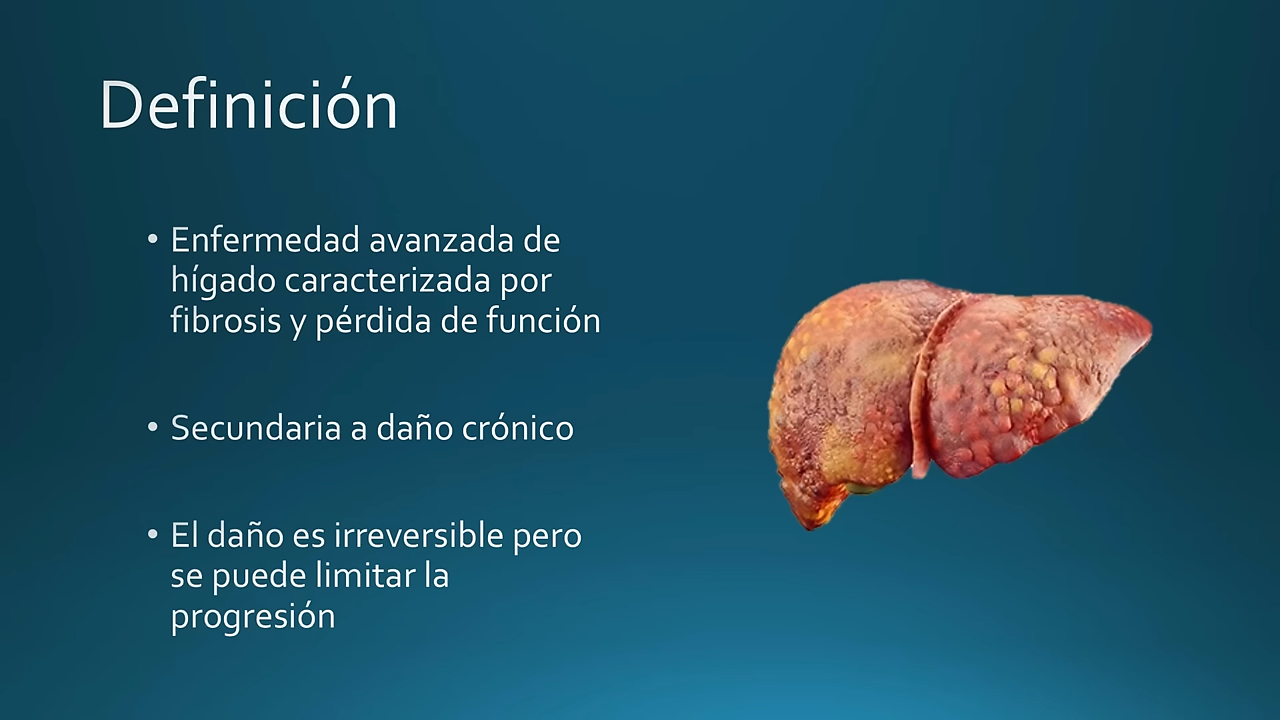 Definición
• Enfermedad avanzada de
hígado caracterizada por
fibrosis y pérdida de función
• Secundaria a daño crónico
• El daño es irreversible pero
se puede limitar la
progresión